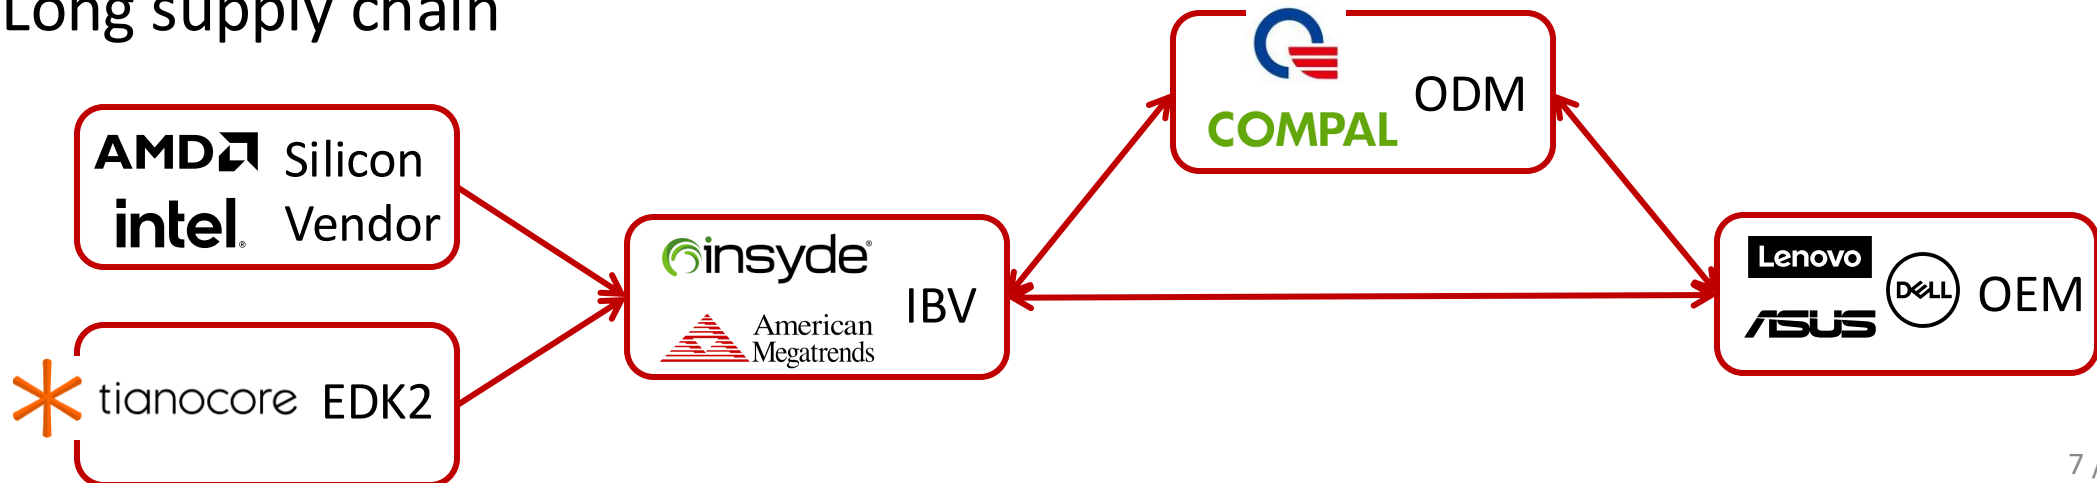 Long supply chain
AMD
intel.
Silicon
Vendor
tianocore EDK2
insyde®
American
Megatrends
IBV
COMPAL
ODM
Lenovo
DELL
ASUS
OEM
7 /